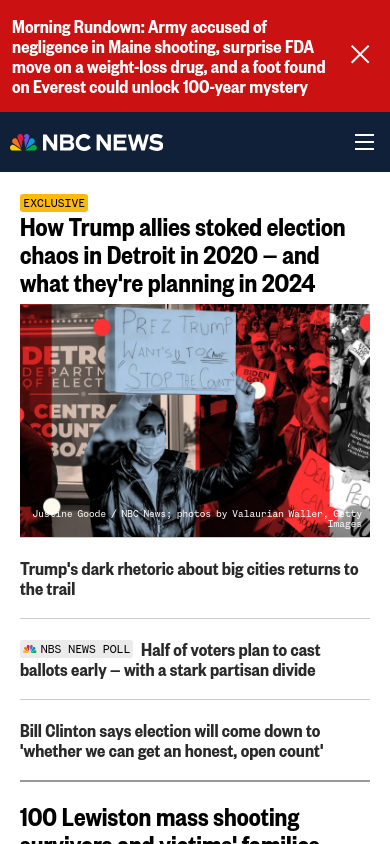 Morning Rundown: Army accused of
negligence in Maine shooting, surprise FDA
move on a weight-loss drug, and a foot found
on Everest could unlock 100-year mystery
NBC NEWS
EXCLUSIVE
How Trump allies stoked election
chaos in Detroit in 2020 — and
what they're planning in 2024
PREZ TRUMP
WANTS U TO
STOP THE COUNT
DETRO
DEPARTM
OF ELECT
CENTRA
COUNT
BOA
BIDEN
DEAD
Justine Goode / NBC News; photos by Valaurian Waller, Getty
Images
Trump's dark rhetoric about big cities returns to
the trail
NBS NEWS POLL Half of voters plan to cast
ballots early — with a stark partisan divide
Bill Clinton says election will come down to
'whether we can get an honest, open count'
100 Lewiston mass shooting
survivors and victims' families